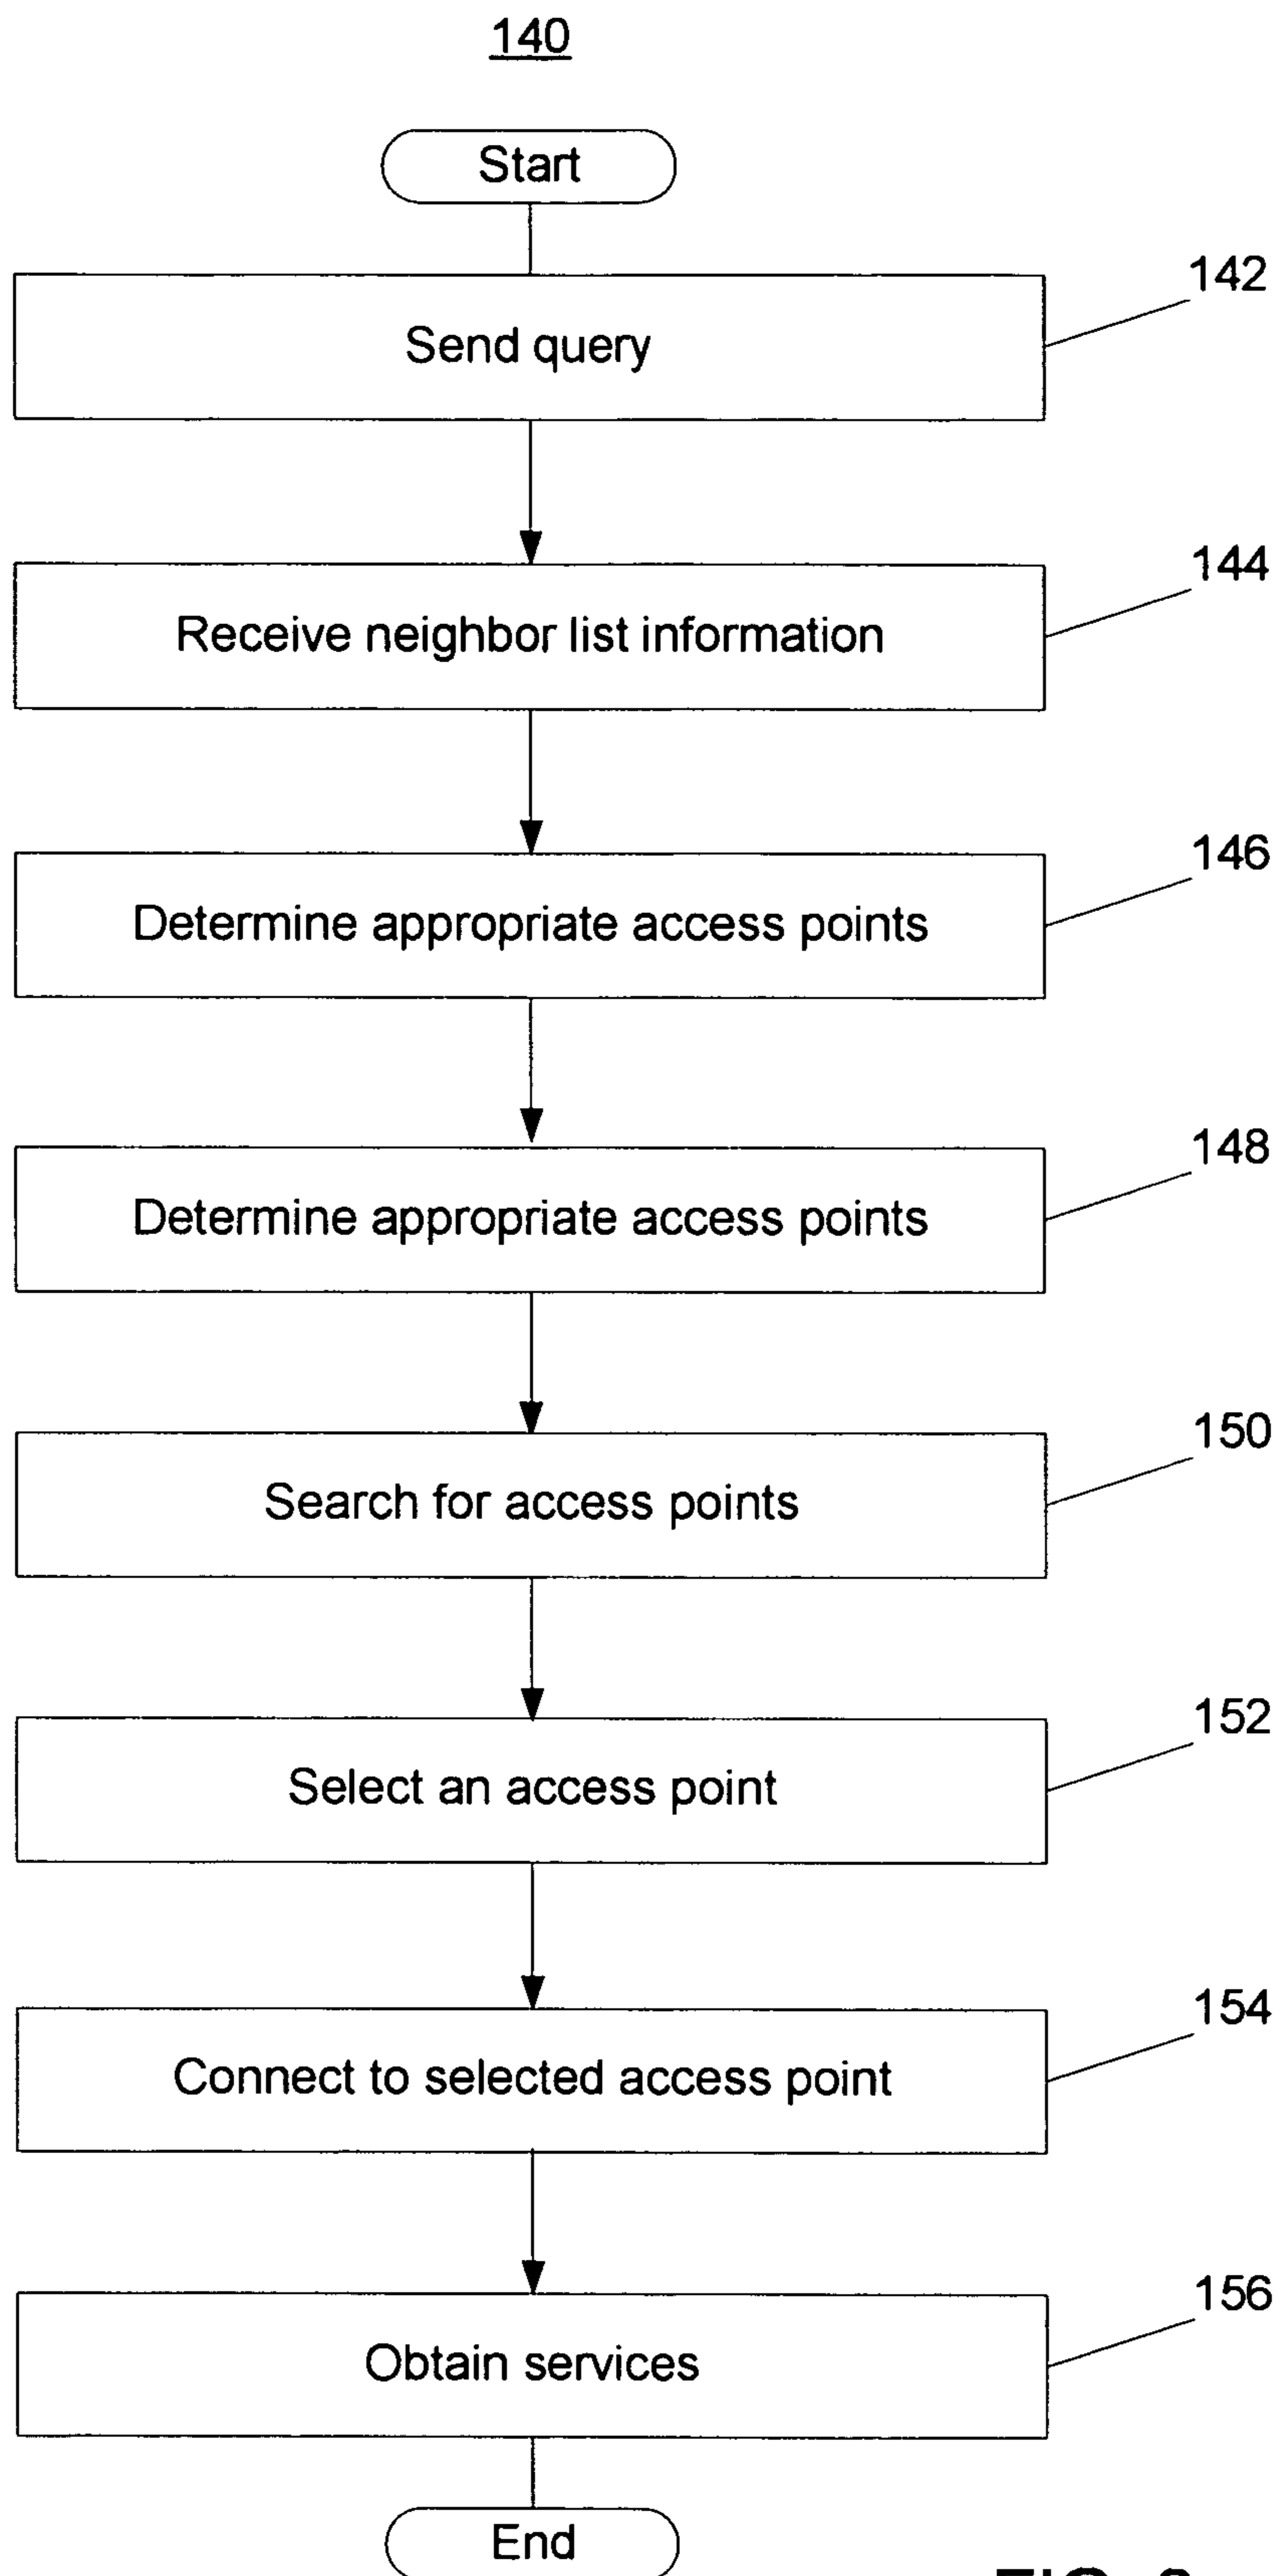 140
Start
142
Send query
144
Receive neighbor list information
146
Determine appropriate access points
148
Determine appropriate access points
150
Search for access points
152
Select an access point
154
Connect to selected access point
156
Obtain services
End